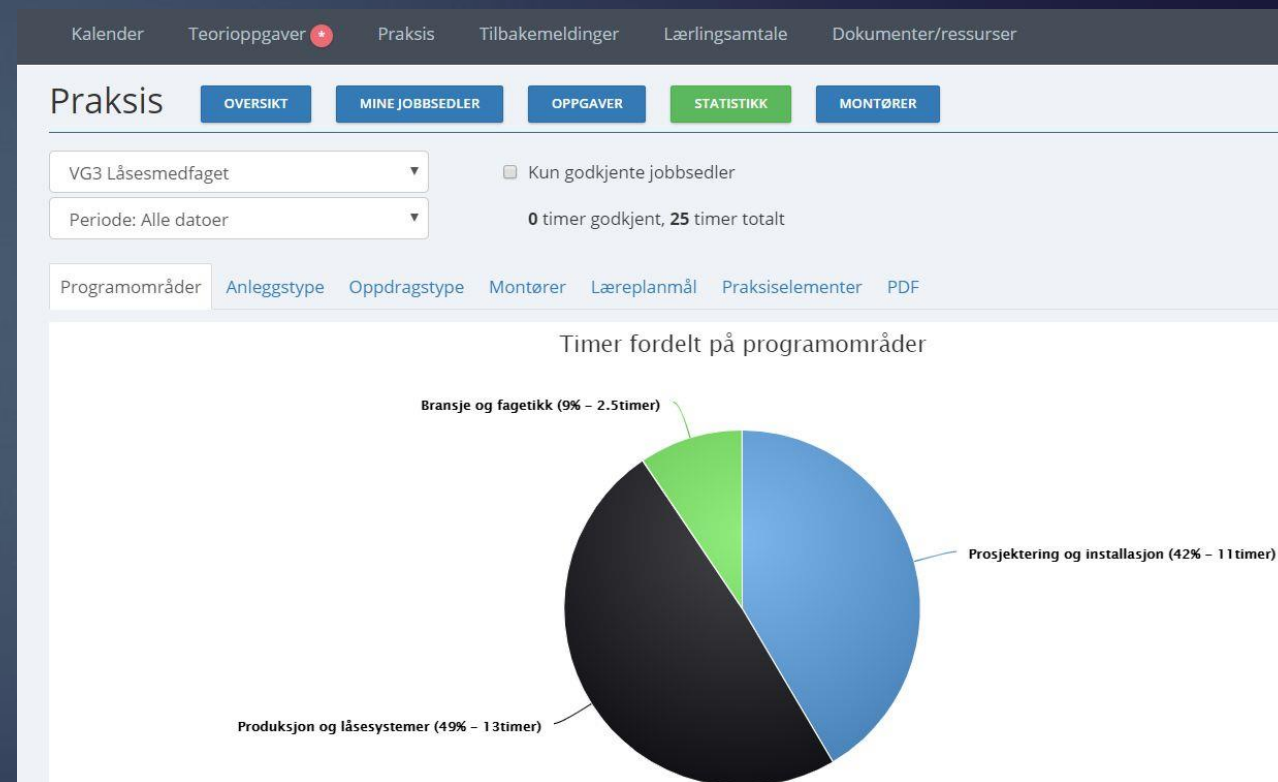 Kalender Teorioppgaver * Praksis Tilbakemeldinger Lærlingsamtale Dokumenter/ressurser
Praksis OVERSIKT MINE JOBBSEDLER OPPGAVER STATISTIKK MONTØRER
VG3 Låsesmedfaget Kun godkjente jobbsedler
Periode: Alle datoer 0 timer godkjent, 25 timer totalt
Programområder Anleggstype Oppdragstype Montører Læreplanmål Praksiselementer PDF
Timer fordelt på programområder
Bransje og fagetikk (9% – 2.5timer)
Prosjektering og installasjon (42% – 11timer)
Produksjon og låsesystemer (49% – 13timer)